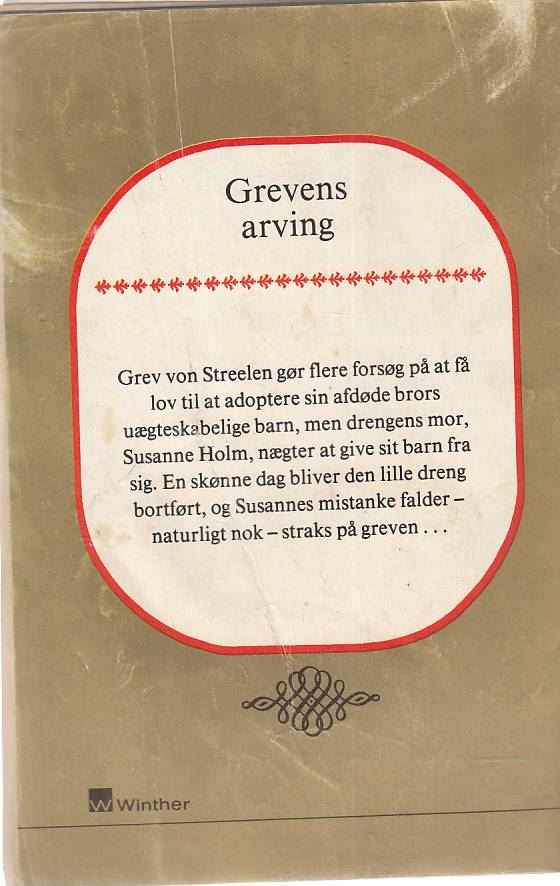 Grevens
arving
Grev von Streelen gør flere forsøg på at få
lov til at adoptere sin afdøde brors
uægteskabelige barn, men drengens mor,
Susanne Holm, nægter at give sit barn fra
sig. En skønne dag bliver den lille dreng
bortført, og Susannes mistanke falder –
naturligt nok – straks på greven . . .
W Winther